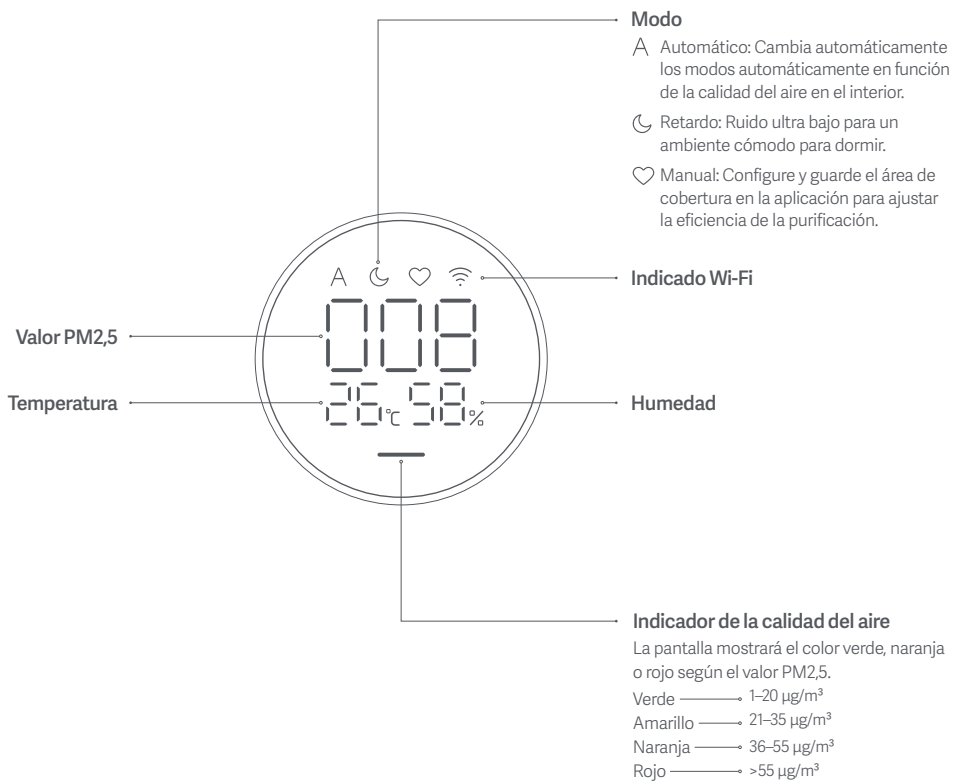 Modo
A Automático: Cambia automáticamente
los modos automáticamente en función
de la calidad del aire en el interior.
Retardo: Ruido ultra bajo para un
ambiente cómodo para dormir.
Manual: Configure y guarde el área de
cobertura en la aplicación para ajustar
la eficiencia de la purificación.
A
Indicado Wi-Fi
008
Valor PM2,5
Temperatura
26℃ 58%
Humedad
Indicador de la calidad del aire
La pantalla mostrará el color verde, naranja
o rojo según el valor PM2,5.
Verde 1–20 µg/m³
Amarillo 21–35 µg/m³
Naranja 36–55 µg/m³
Rojo >55 µg/m³